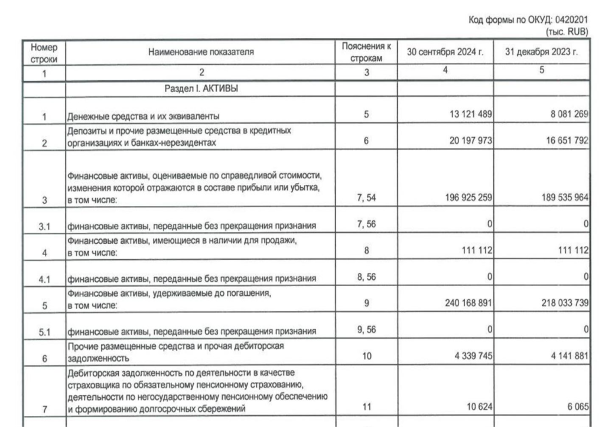 Код формы по ОКУД: 0420201
(тыс. RUB)
Номер строки Наименование показателя Пояснения к строкам 30 сентября 2024 г. 31 декабря 2023 г.
1 2 3 4 5
Раздел I. АКТИВЫ
1 Денежные средства и их эквиваленты 5 13 121 489 8 081 269
Депозиты и прочие размещенные средства в кредитных
2 организациях и банках-нерезидентах 6 20 197 973 16 651 792
Финансовые активы, оцениваемые по справедливой стоимости,
изменения которой отражаются в составе прибыли или убытка,
3 в том числе: 7, 54 196 925 259 189 535 964
3.1 финансовые активы, переданные без прекращения признания 7, 56 0 0
Финансовые активы, имеющиеся в наличии для продажи,
4 в том числе: 8 111 112 111 112
4.1 финансовые активы, переданные без прекращения признания 8, 56 0 0
Финансовые активы, удерживаемые до погашения,
5 в том числе: 9 240 168 891 218 033 739
5.1 финансовые активы, переданные без прекращения признания 9, 56 0 0
Прочие размещенные средства и прочая дебиторская
6 задолженность 10 4 339 745 4 141 881
Дебиторская задолженность по деятельности в качестве
страховщика по обязательному пенсионному страхованию,
деятельности по негосударственному пенсионному обеспечению
7 и формированию долгосрочных сбережений 11 10 624 6 065